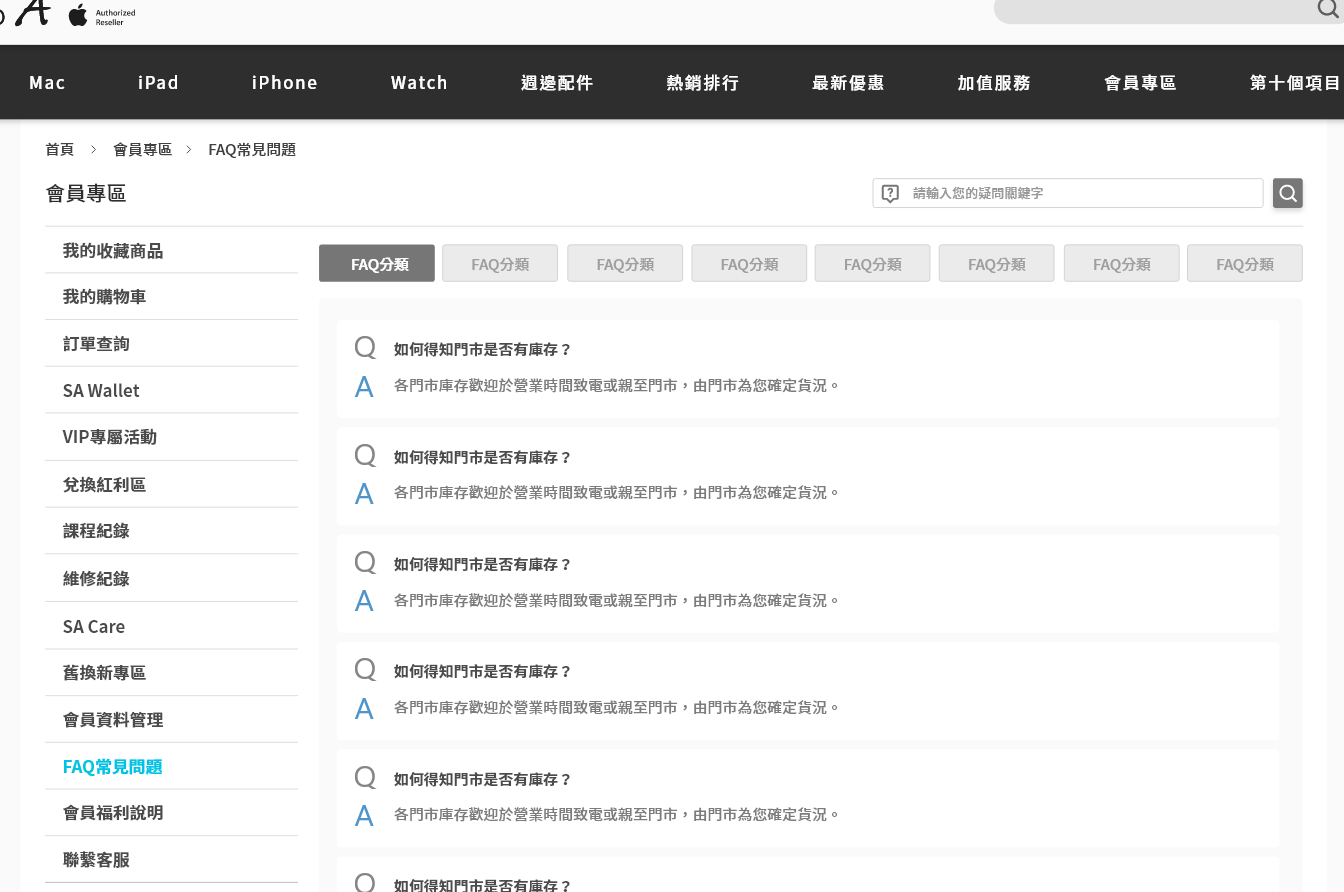 Authorized
Reseller
Mac iPad iPhone Watch 週邊配件 熱銷排行 最新優惠 加值服務 會員專區 第十個項目
首頁 > 會員專區 > FAQ常見問題
會員專區
請輸入您的疑問關鍵字
我的收藏商品
我的購物車
訂單查詢
SA Wallet
VIP專屬活動
兌換紅利區
課程紀錄
維修紀錄
SA Care
舊換新專區
會員資料管理
FAQ常見問題
會員福利說明
聯繫客服
FAQ分類 FAQ分類 FAQ分類 FAQ分類 FAQ分類 FAQ分類 FAQ分類 FAQ分類
Q 如何得知門市是否有庫存？
A 各門市庫存歡迎於營業時間致電或親至門市，由門市為您確定貨況。
Q 如何得知門市是否有庫存？
A 各門市庫存歡迎於營業時間致電或親至門市，由門市為您確定貨況。
Q 如何得知門市是否有庫存？
A 各門市庫存歡迎於營業時間致電或親至門市，由門市為您確定貨況。
Q 如何得知門市是否有庫存？
A 各門市庫存歡迎於營業時間致電或親至門市，由門市為您確定貨況。
Q 如何得知門市是否有庫存？
A 各門市庫存歡迎於營業時間致電或親至門市，由門市為您確定貨況。
Q 如何得知門市是否有庫存？